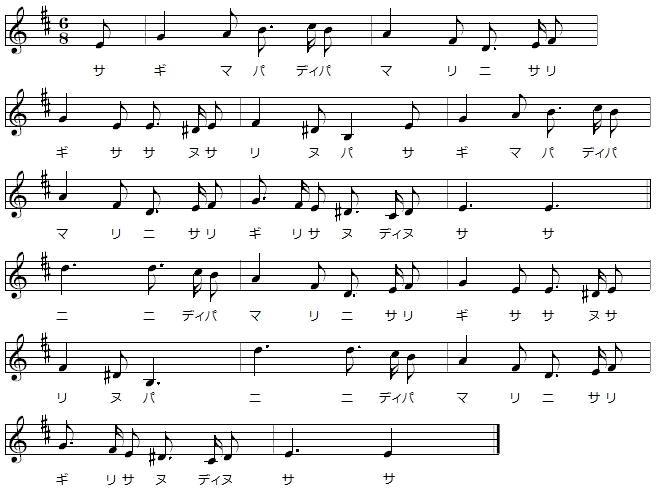 6
8
サ ギ マ パ ディパ マ リ ニ サリ
ギ サ サ ヌサ リ ヌ パ サ ギ マ パ ディパ
マ リ ニ サリ ギ リサ ヌ ディヌ サ サ
ニ ニ ディパ マ リ ニ サリ ギ サ サ ヌサ
リ ヌ パ ニ ニ ディパ マ リ ニ サリ
ギ リサ ヌ ディヌ サ サ